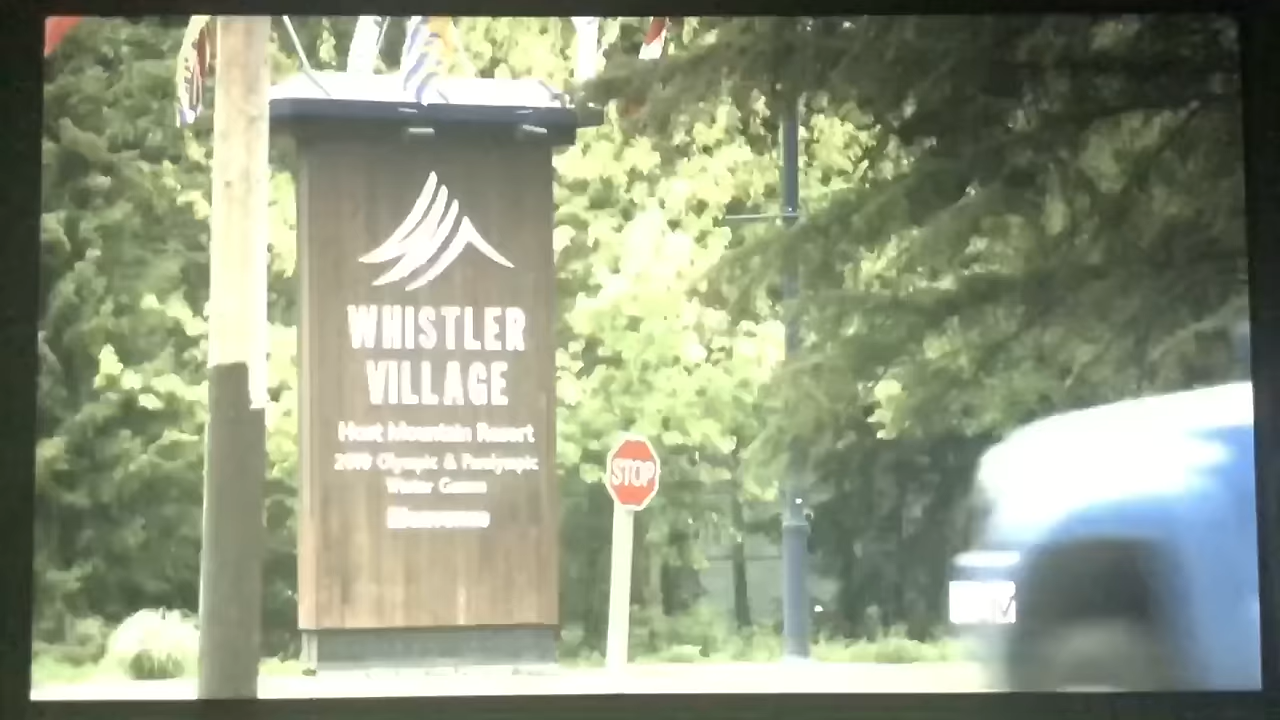 WHISTLER
VILLAGE
Host Mountain Resort
2010 Olympic & Paralympic
Winter Games
STOP